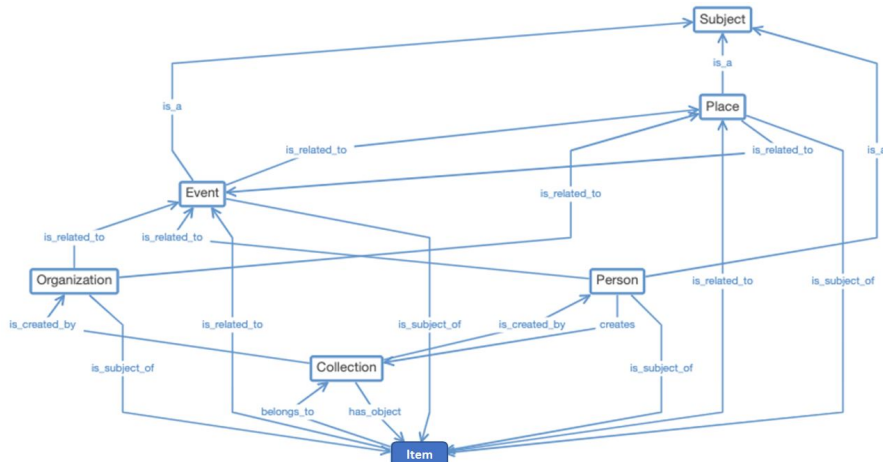 Subject
is_a
Place
is_a
is_related_to
is_related_to
is_a
Event
is_related_to
is_related_to
is_related_to
Organization
Person
is_related_to
is_subject_of
is_created_by
is_related_to
is_subject_of
is_created_by
creates
Collection
is_subject_of
is_subject_of
belongs_to
has_object
Item